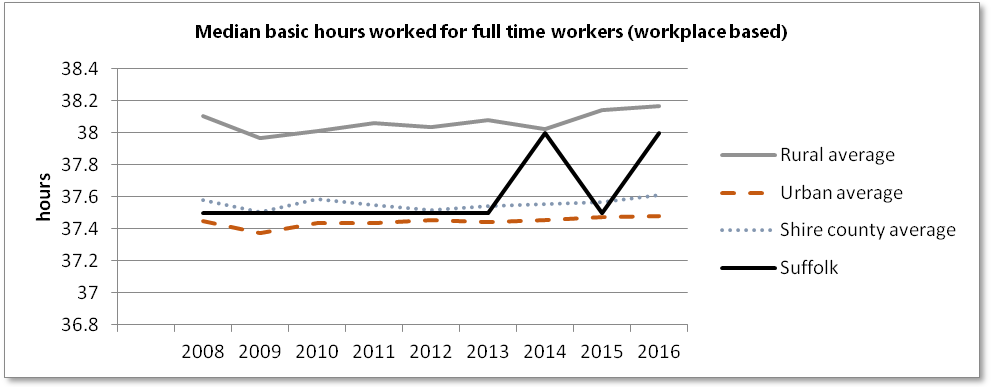 Median basic hours worked for full time workers (workplace based)
38.4
38.2
38
37.8
37.6
37.4
37.2
37
36.8
hours
2008 2009 2010 2011 2012 2013 2014 2015 2016
Rural average
Urban average
Shire county average
Suffolk